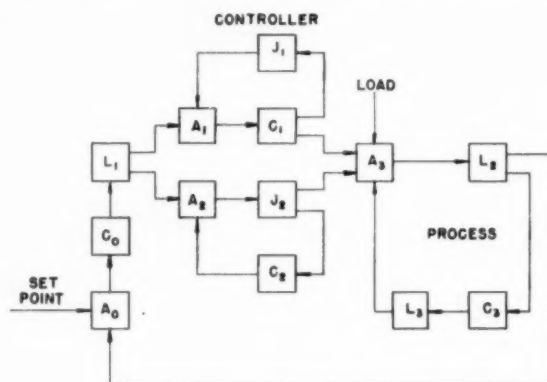 CONTROLLER
J₁
LOAD
A₁
C₁
L₁
A₃
L₂
A₂
J₂
C₀
PROCESS
C₂
SET
POINT
A₀
L₃
C₃